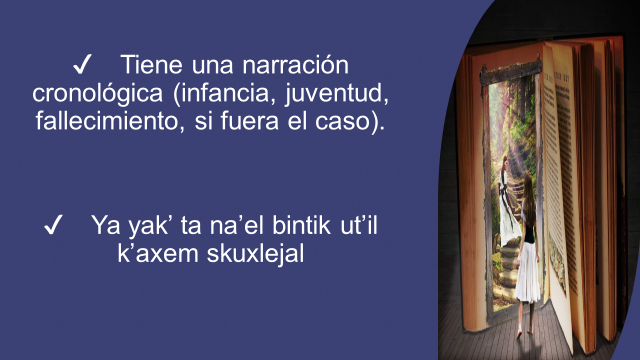 ✓ Tiene una narración
cronológica (infancia, juventud,
fallecimiento, si fuera el caso).
✓ Ya yak’ ta na’el bintik ut’il
k’axem skuxlejal